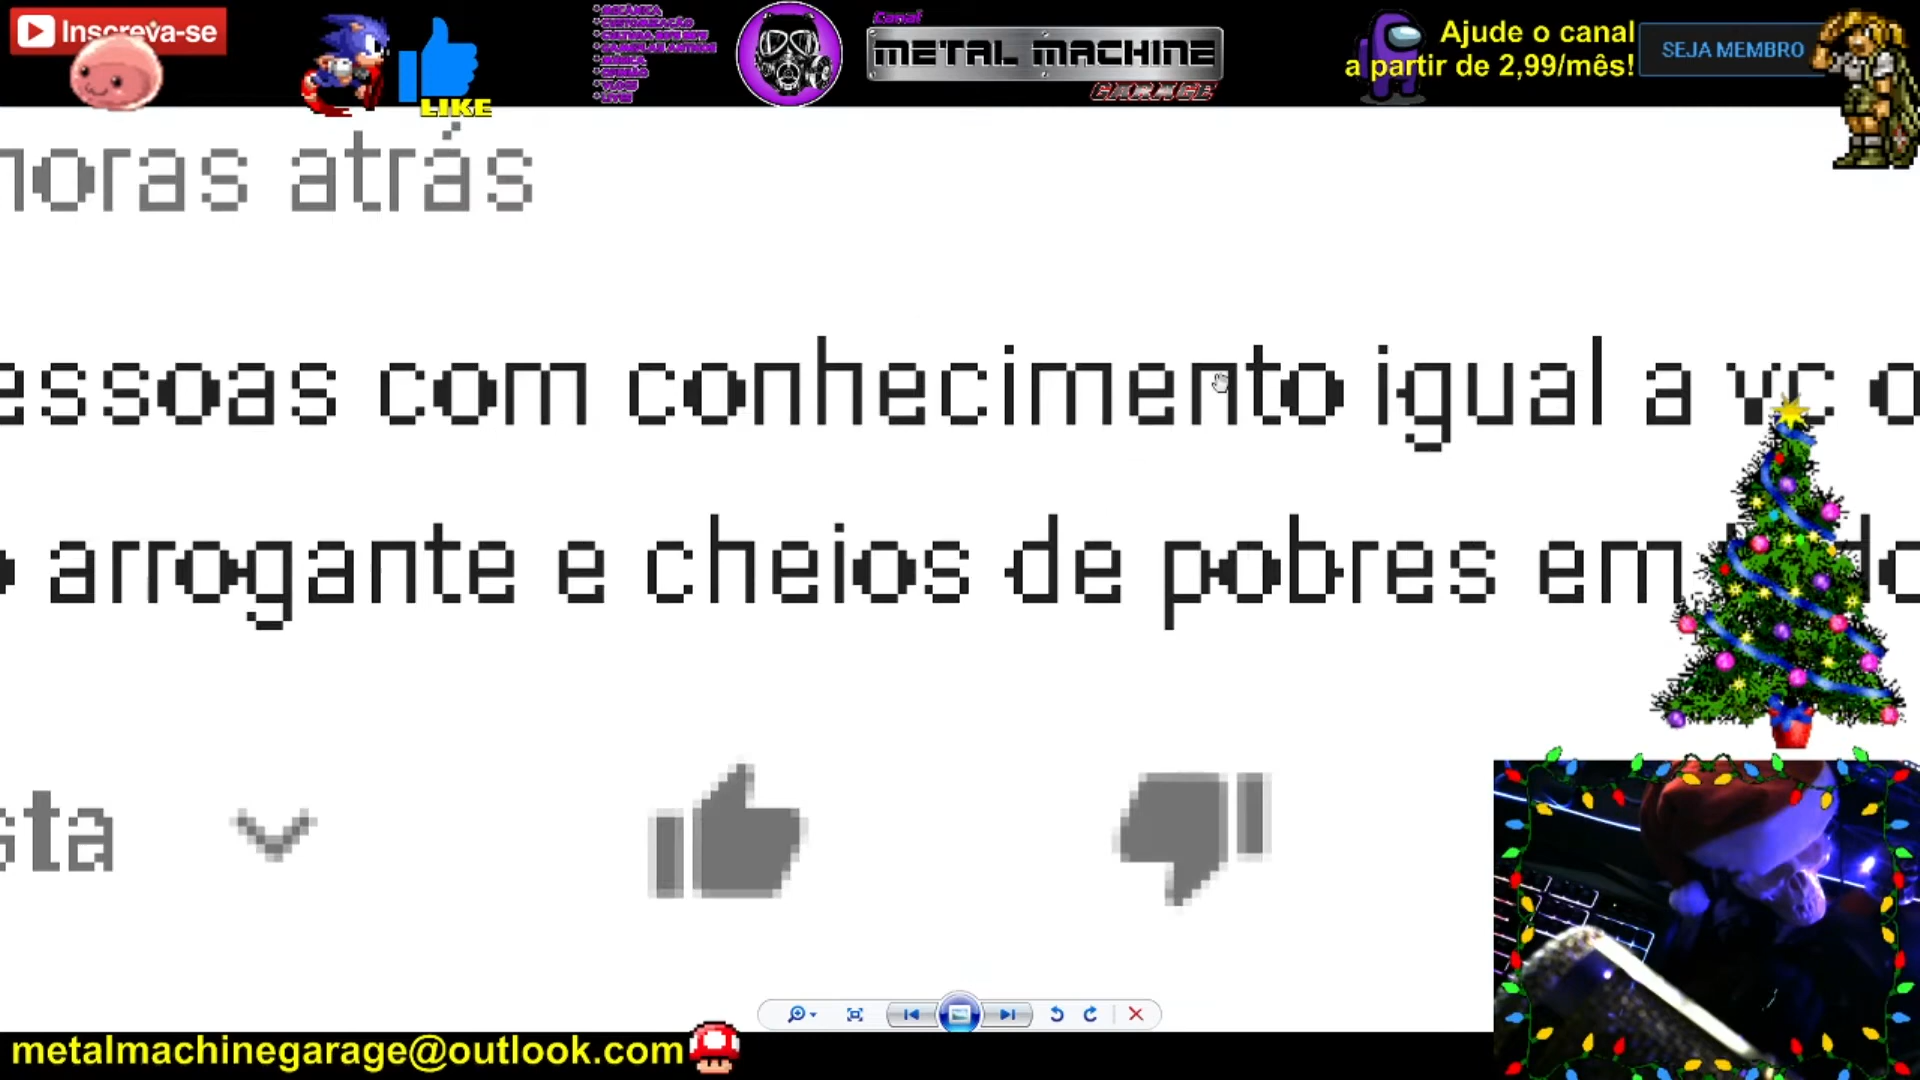 Inscreva-se
LIKE
Canal
METAL MACHINE
GARAGE
Ajude o canal
a partir de 2,99/mês!
SEJA MEMBRO
horas atrás
essoas com conhecimento igual a vc o
o arrogante e cheios de pobres em
sta
metalmachinegarage@outlook.com